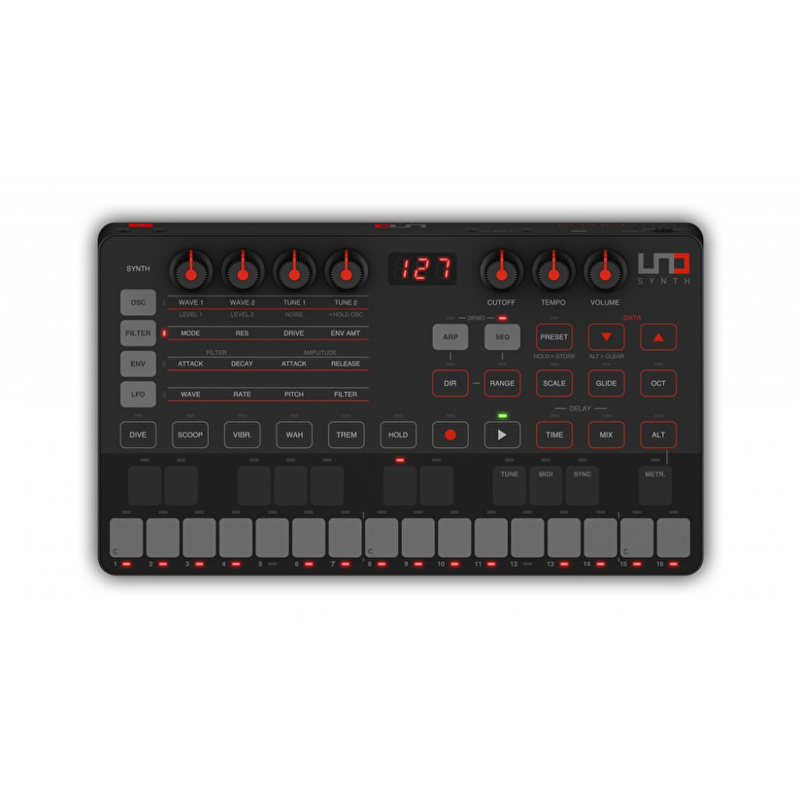 SYNTH
127
UNO
SYNTH
WAVE 1 WAVE 2 TUNE 1 TUNE 2
CUTOFF TEMPO VOLUME
OSC
LEVEL 1 LEVEL 2 NOISE <HOLD OSC
DEMO DATA
FILTER MODE RES DRIVE ENV AMT
ARP SEQ PRESET
FILTER AMPLITUDE
HOLD > STORE ALT > CLEAR
ENV ATTACK DECAY ATTACK RELEASE
DIR RANGE SCALE GLIDE OCT
LFO WAVE RATE PITCH FILTER
DELAY
DIVE SCOOP VIBR. WAH TREM HOLD TIME MIX ALT
TUNE MIDI SYNC METR.
C C C
1 2 3 4 5 6 7 8 9 10 11 12 13 14 15 16